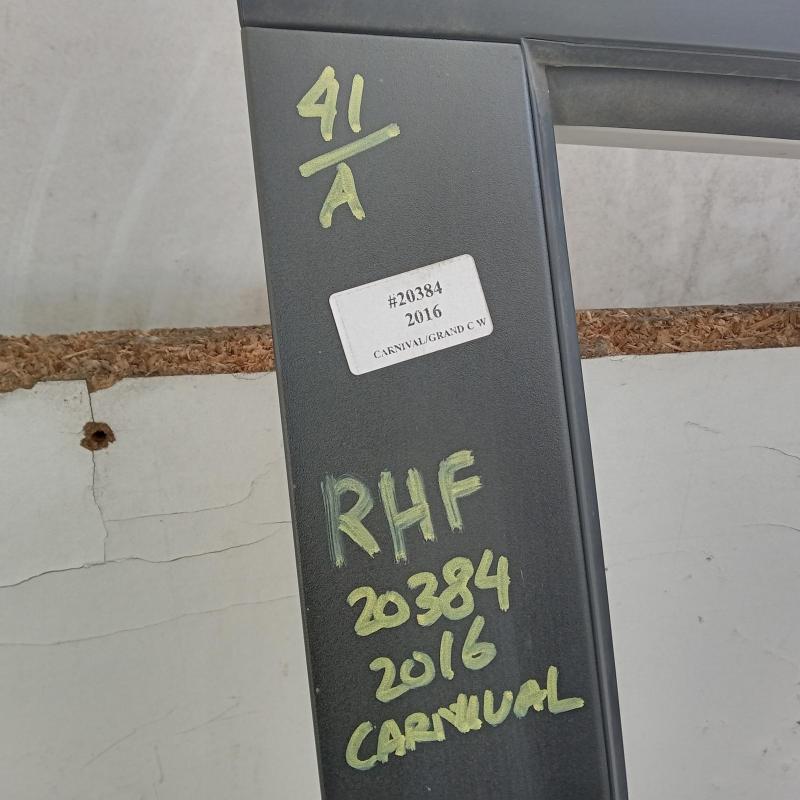 41
A
#20384
2016
CARNIVAL/GRAND C W
RHF
20384
2016
CARNIVAL